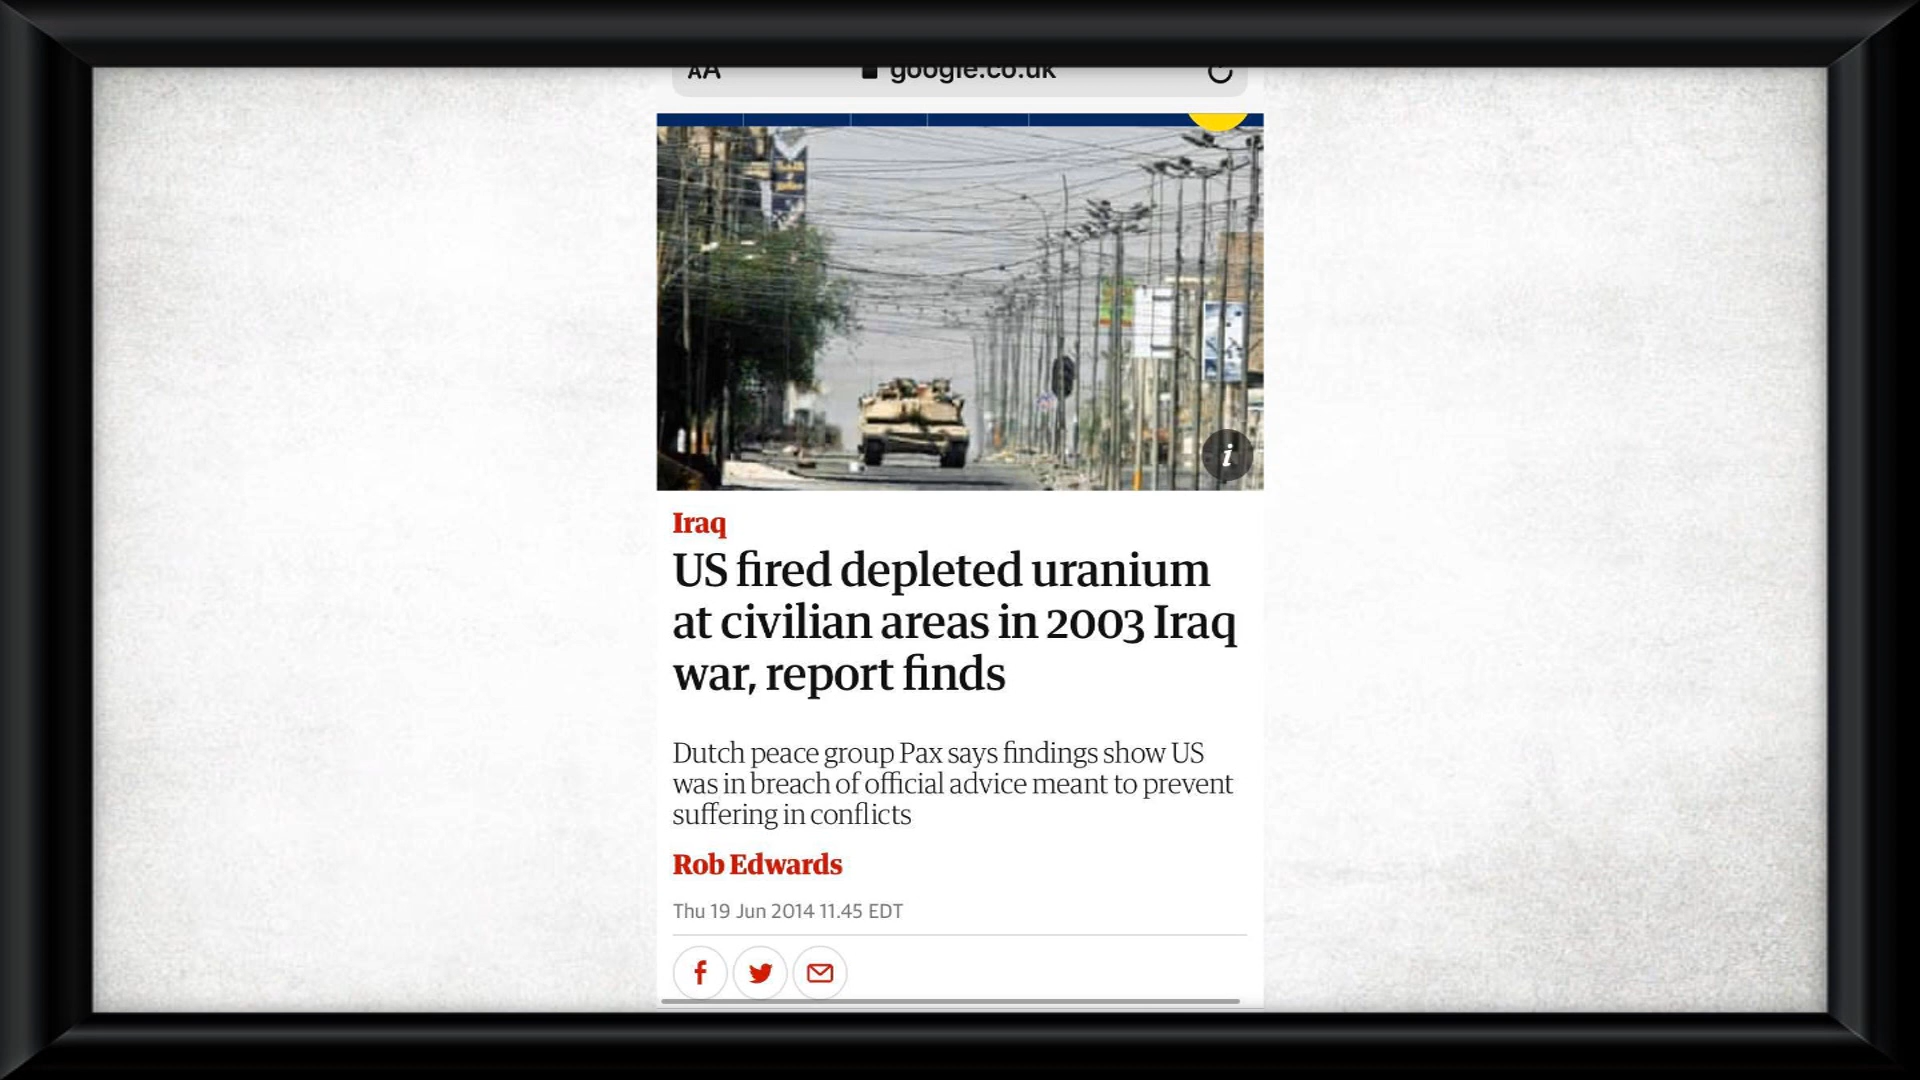 AA google.co.uk
i
Iraq
US fired depleted uranium
at civilian areas in 2003 Iraq
war, report finds
Dutch peace group Pax says findings show US
was in breach of official advice meant to prevent
suffering in conflicts
Rob Edwards
Thu 19 Jun 2014 11.45 EDT